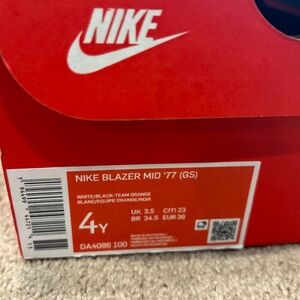 NIKE
NIKE BLAZER MID '77 (GS)
WHITE/BLACK-TEAM ORANGE
BLANC/EQUIPE ORANGE/NOIR
4Y
UK 3.5 cm 23
BR 34.5 EUR 36
DA4086 100